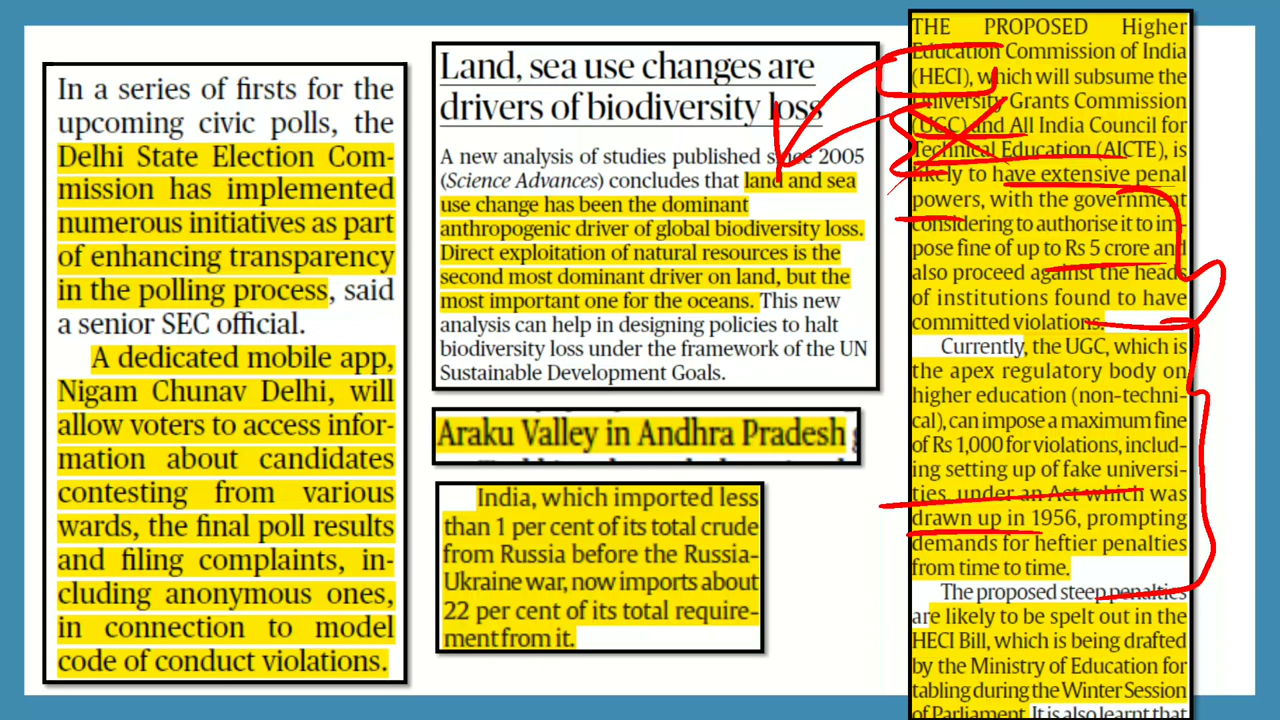 In a series of firsts for the
upcoming civic polls, the
Delhi State Election Com-
mission has implemented
numerous initiatives as part
of enhancing transparency
in the polling process, said
a senior SEC official.
A dedicated mobile app,
Nigam Chunav Delhi, will
allow voters to access infor-
mation about candidates
contesting from various
wards, the final poll results
and filing complaints, in-
cluding anonymous ones,
in connection to model
code of conduct violations.
Land, sea use changes are
drivers of biodiversity loss
A new analysis of studies published since 2005
(Science Advances) concludes that land and sea
use change has been the dominant
anthropogenic driver of global biodiversity loss.
Direct exploitation of natural resources is the
second most dominant driver on land, but the
most important one for the oceans. This new
analysis can help in designing policies to halt
biodiversity loss under the framework of the UN
Sustainable Development Goals.
Araku Valley in Andhra Pradesh
India, which imported less
than 1 per cent of its total crude
from Russia before the Russia-
Ukraine war, now imports about
22 per cent of its total require-
ment from it.
THE PROPOSED Higher
Education Commission of India
(HECI), which will subsume the
University Grants Commission
(UGC) and All India Council for
Technical Education (AICTE), is
likely to have extensive penal
powers, with the government
considering to authorise it to im-
pose fine of up to Rs 5 crore and
also proceed against the heads
of institutions found to have
committed violations.
Currently, the UGC, which is
the apex regulatory body on
higher education (non-techni-
cal), can impose a maximum fine
of Rs 1,000 for violations, includ-
ing setting up of fake universi-
ties, under an Act which was
drawn up in 1956, prompting
demands for heftier penalties
from time to time.
The proposed steep penalties
are likely to be spelt out in the
HECI Bill, which is being drafted
by the Ministry of Education for
tabling during the Winter Session
of Parliament. It is also learnt that